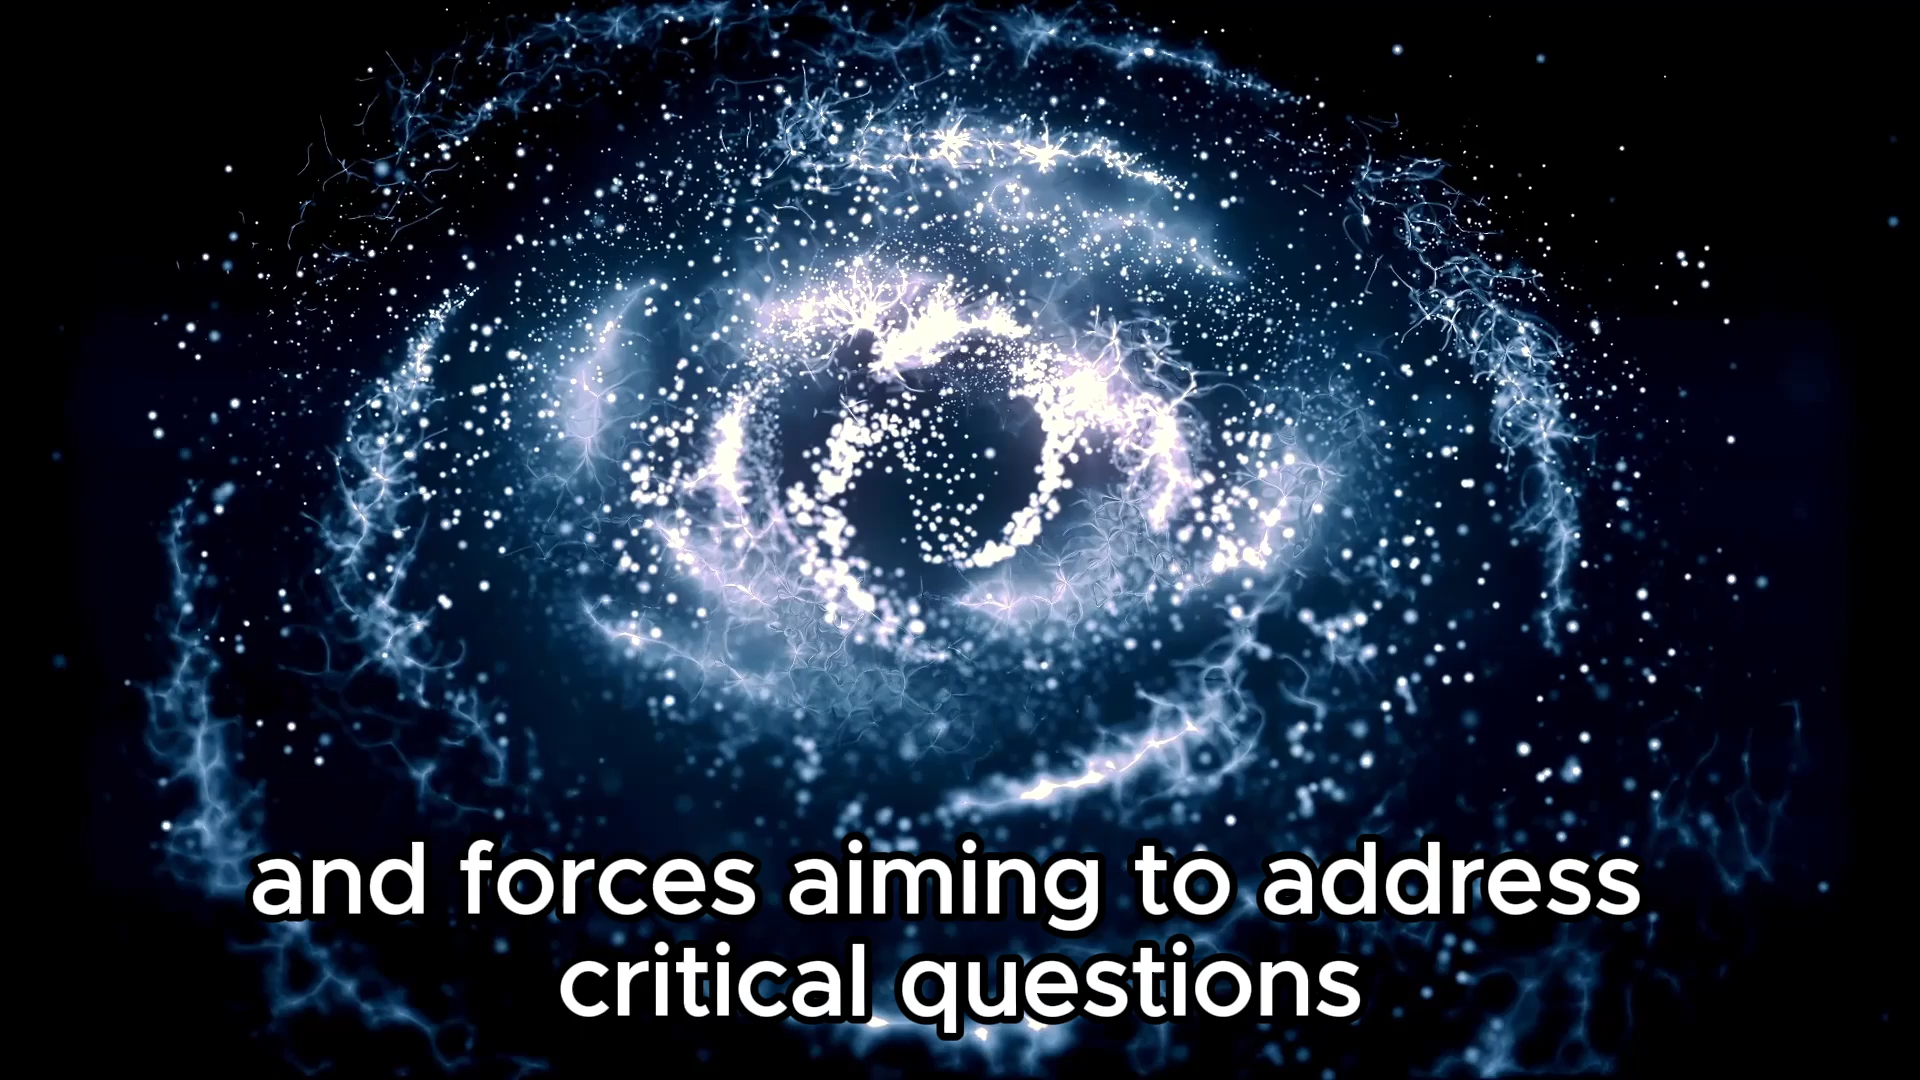 and forces aiming to address
critical questions